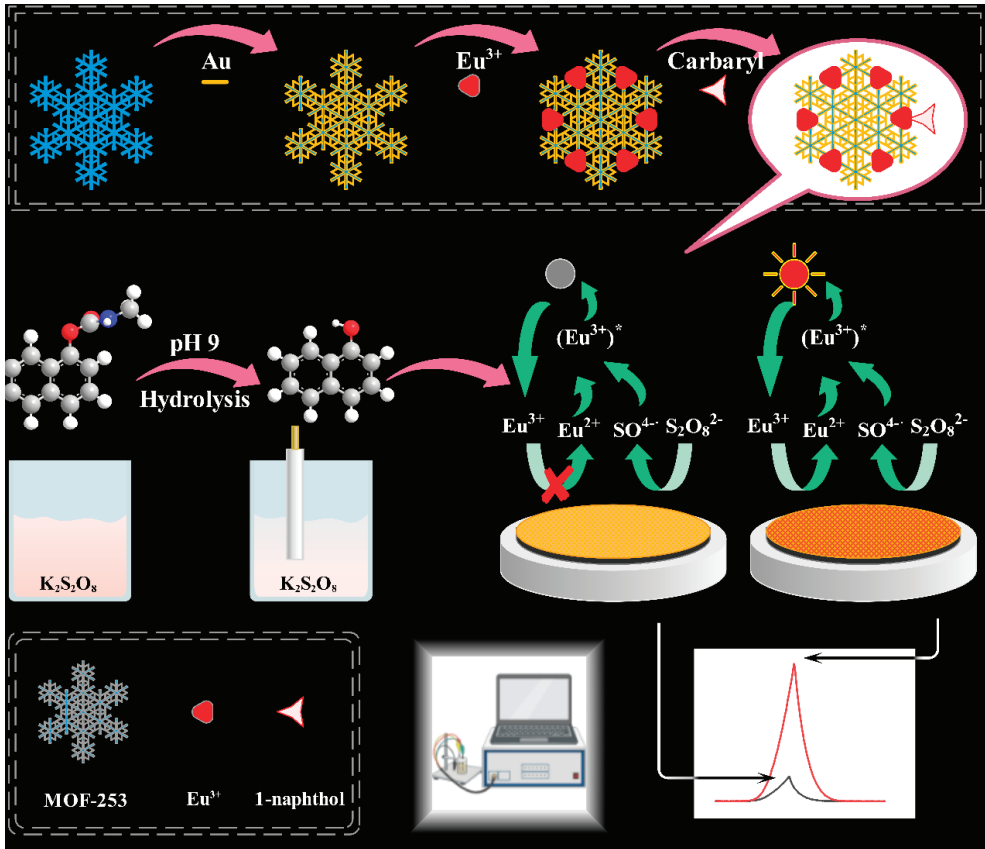 Au
Eu³⁺
Carbaryl
(Eu³⁺)*
(Eu³⁺)*
pH 9
Hydrolysis
Eu³⁺ Eu²⁺ SO⁴⁻· S₂O₈²⁻
Eu³⁺ Eu²⁺ SO⁴⁻· S₂O₈²⁻
K₂S₂O₈
K₂S₂O₈
MOF-253
Eu³⁺
1-naphthol